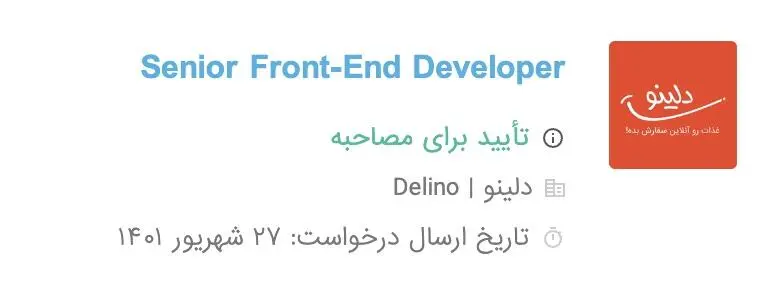 Senior Front-End Developer
دلینو
غذات رو آنلاین سفارش بده!
تأیید برای مصاحبه
دلینو | Delino
تاریخ ارسال درخواست: ۲۷ شهریور ۱۴۰۱